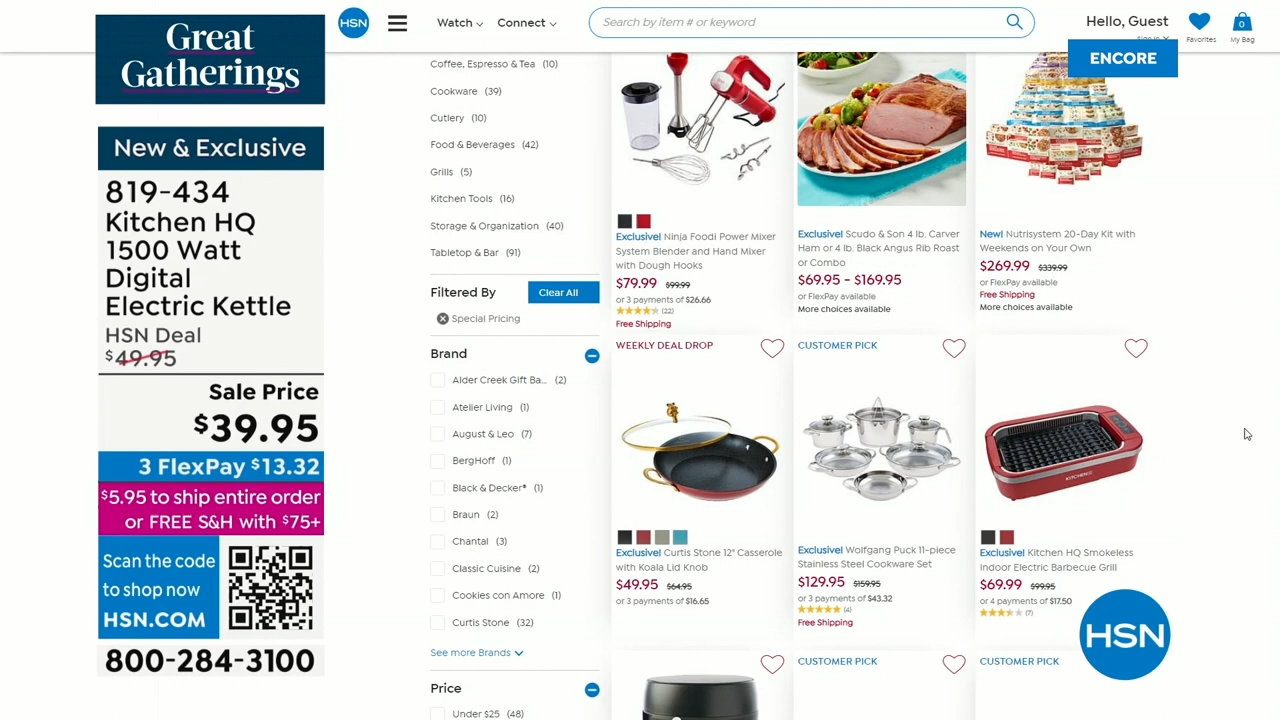 Great
Gatherings
New & Exclusive
819-434
Kitchen HQ
1500 Watt
Digital
Electric Kettle
HSN Deal
$49.95
Sale Price
$39.95
3 FlexPay $13.32
$5.95 to ship entire order
or FREE S&H with $75+
Scan the code
to shop now
HSN.COM
800-284-3100
HSN
Watch
Connect
Search by item # or keyword
Hello, Guest
Sign in
Favorites
0
My Bag
ENCORE
Coffee, Espresso & Tea (10)
Cookware (39)
Cutlery (10)
Food & Beverages (42)
Grills (5)
Kitchen Tools (16)
Storage & Organization (40)
Tabletop & Bar (91)
Filtered By
Clear All
Special Pricing
Brand
Alder Creek Gift Ba... (2)
Atelier Living (1)
August & Leo (7)
BergHoff (1)
Black & Decker® (1)
Braun (2)
Chantal (3)
Classic Cuisine (2)
Cookies con Amore (1)
Curtis Stone (32)
See more Brands
Price
Under $25 (48)
Exclusive! Ninja Foodi Power Mixer
System Blender and Hand Mixer
with Dough Hooks
$79.99 $99.99
or 3 payments of $26.66
(22)
Free Shipping
Exclusive! Scudo & Son 4 lb. Carver
Ham or 4 lb. Black Angus Rib Roast
or Combo
$69.95 - $169.95
or FlexPay available
More choices available
New! Nutrisystem 20-Day Kit with
Weekends on Your Own
$269.99 $339.99
or FlexPay available
Free Shipping
More choices available
WEEKLY DEAL DROP
Exclusive! Curtis Stone 12" Casserole
with Koala Lid Knob
$49.95 $64.95
or 3 payments of $16.65
CUSTOMER PICK
Exclusive! Wolfgang Puck 11-piece
Stainless Steel Cookware Set
$129.95 $159.95
or 3 payments of $43.32
(4)
Free Shipping
KITCHEN HQ
Exclusive! Kitchen HQ Smokeless
Indoor Electric Barbecue Grill
$69.99 $99.95
or 4 payments of $17.50
(7)
CUSTOMER PICK
CUSTOMER PICK
HSN